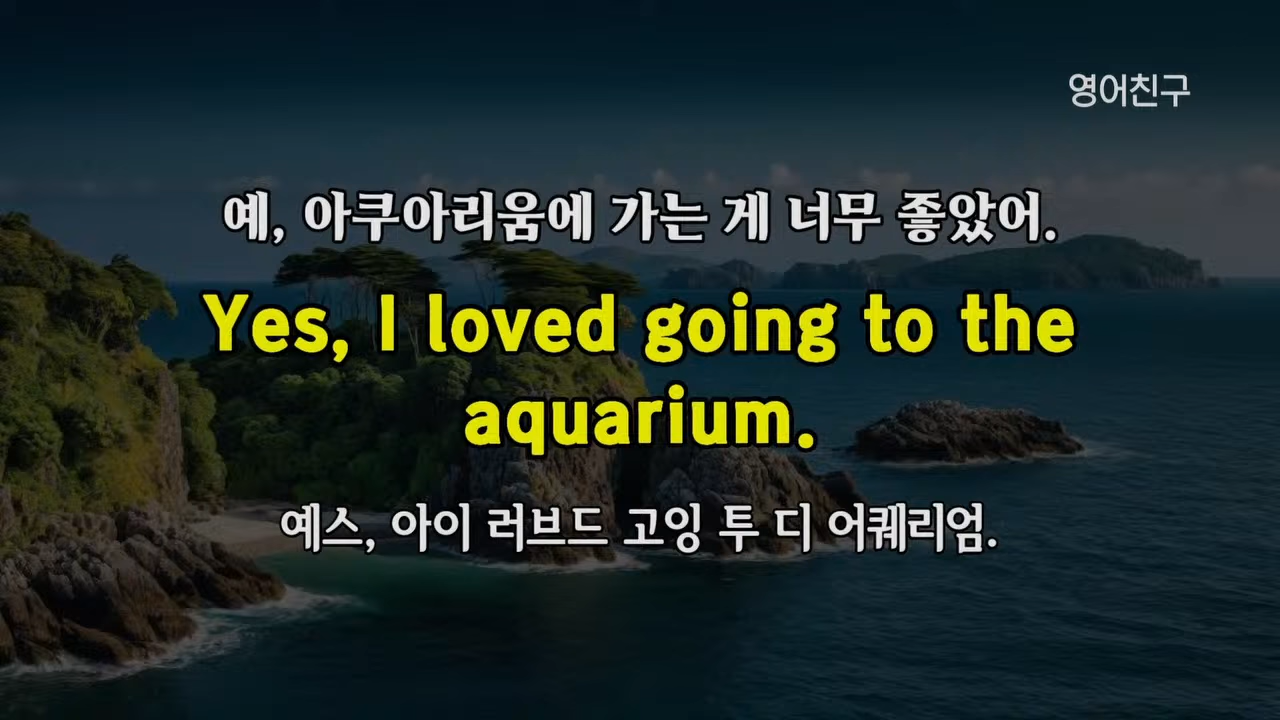 영어친구
예, 아쿠아리움에 가는 게 너무 좋았어.
Yes, I loved going to the
aquarium.
예스, 아이 러브드 고잉 투 디 어퀘리엄.